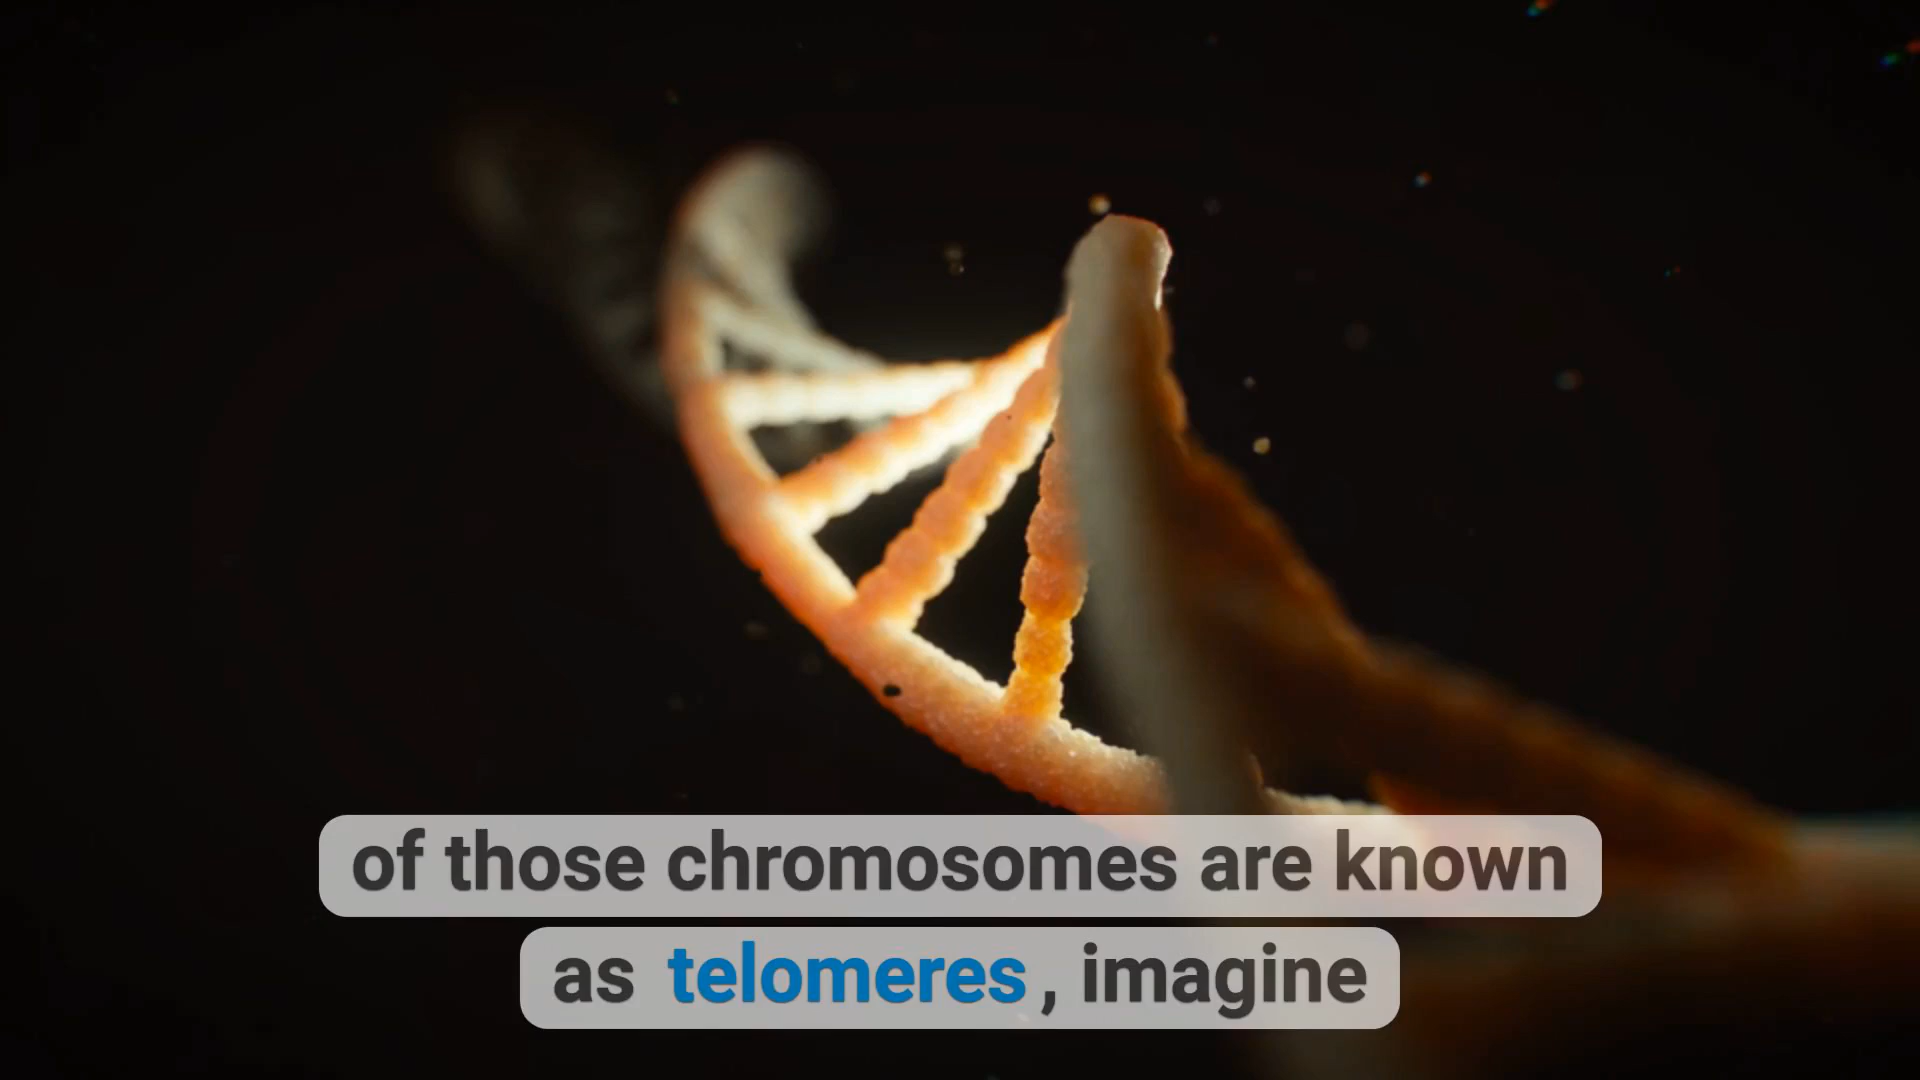 of those chromosomes are known
as telomeres, imagine